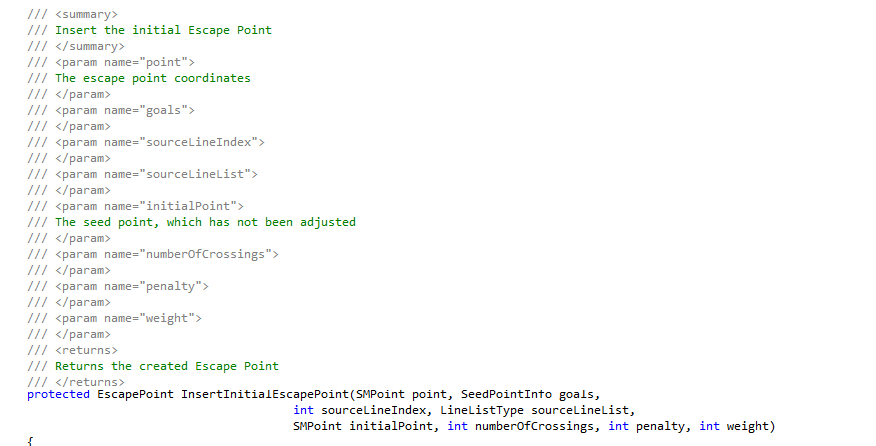 /// <summary>
/// Insert the initial Escape Point
/// </summary>
/// <param name="point">
/// The escape point coordinates
/// </param>
/// <param name="goals">
/// </param>
/// <param name="sourceLineIndex">
/// </param>
/// <param name="sourceLineList">
/// </param>
/// <param name="initialPoint">
/// The seed point, which has not been adjusted
/// </param>
/// <param name="numberOfCrossings">
/// </param>
/// <param name="penalty">
/// </param>
/// <param name="weight">
/// </param>
/// <returns>
/// Returns the created Escape Point
/// </returns>
protected EscapePoint InsertInitialEscapePoint(SMPoint point, SeedPointInfo goals,
int sourceLineIndex, LineListType sourceLineList,
SMPoint initialPoint, int numberOfCrossings, int penalty, int weight)
{